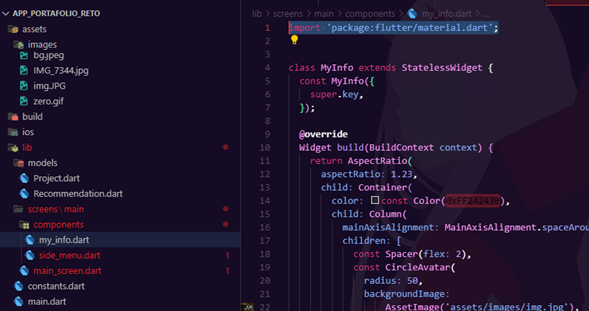 APP_PORTAFOLIO_RETO
assets
images
bg.jpeg
IMG_7344.jpg
img.JPG
zero.gif
build
ios
lib
models
Project.dart
Recommendation.dart
screens \ main
components
my_info.dart
side_menu.dart 1
main_screen.dart 1
constants.dart
main.dart
lib > screens > main > components > my_info.dart > ...
1 import 'package:flutter/material.dart';
2
3
4 class MyInfo extends StatelessWidget {
5 const MyInfo({
6 super.key,
7 });
8
9 @override
10 Widget build(BuildContext context) {
11 return AspectRatio(
12 aspectRatio: 1.23,
13 child: Container(
14 color: const Color(0xFF242430),
15 child: Column(
16 mainAxisAlignment: MainAxisAlignment.spaceArou
17 children: [
18 const Spacer(flex: 2),
19 const CircleAvatar(
20 radius: 50,
21 backgroundImage:
22 AssetImage('assets/images/img.jpg'),